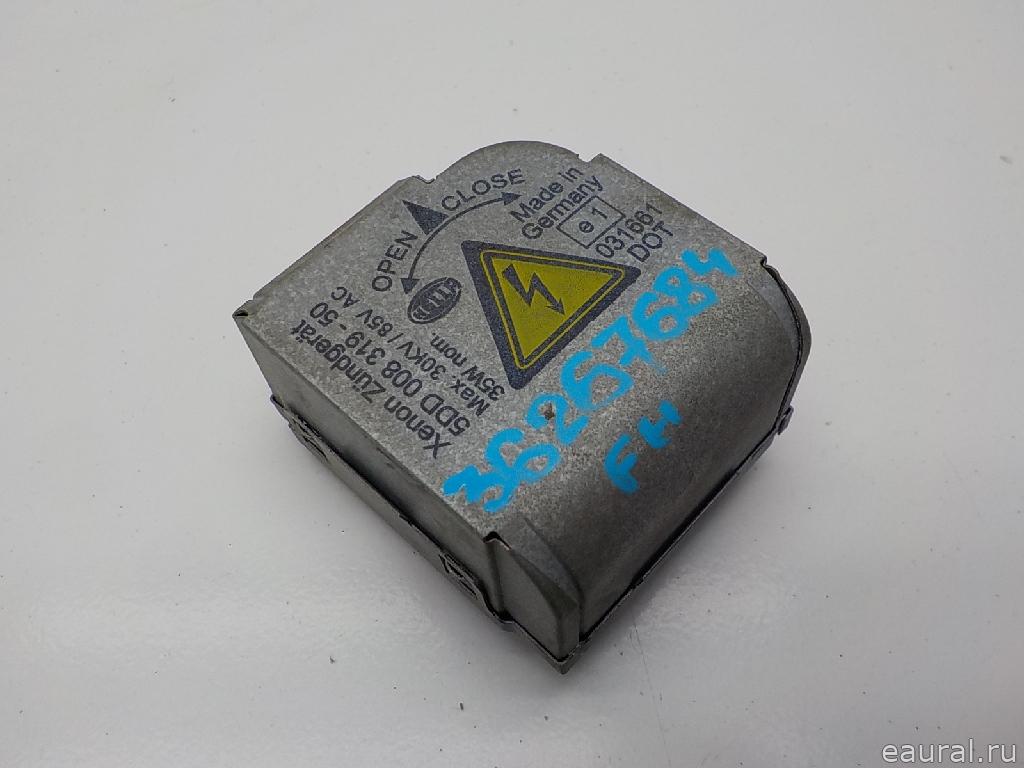 OPEN CLOSE
Made in
Germany
e 1
031661
DOT
HELLA
Xenon Zündgerät
5DD 008 319 - 50
Max. 30KV / 85V AC
35W nom.
36267684
FH
eaural.ru